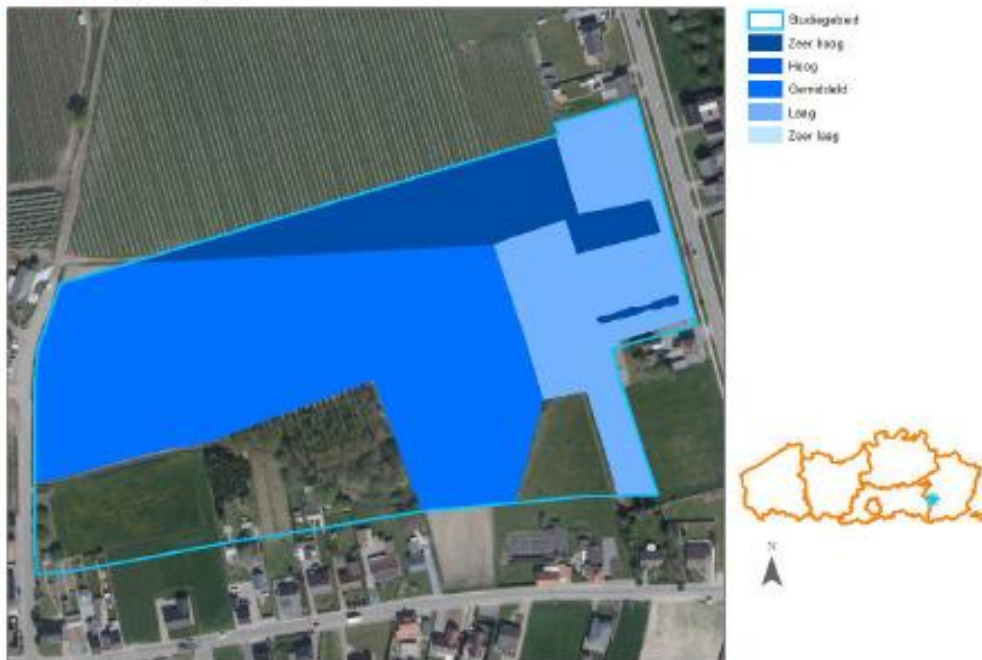 Studiegebied
Zeer hoog
Hoog
Gemiddeld
Laag
Zeer laag
N